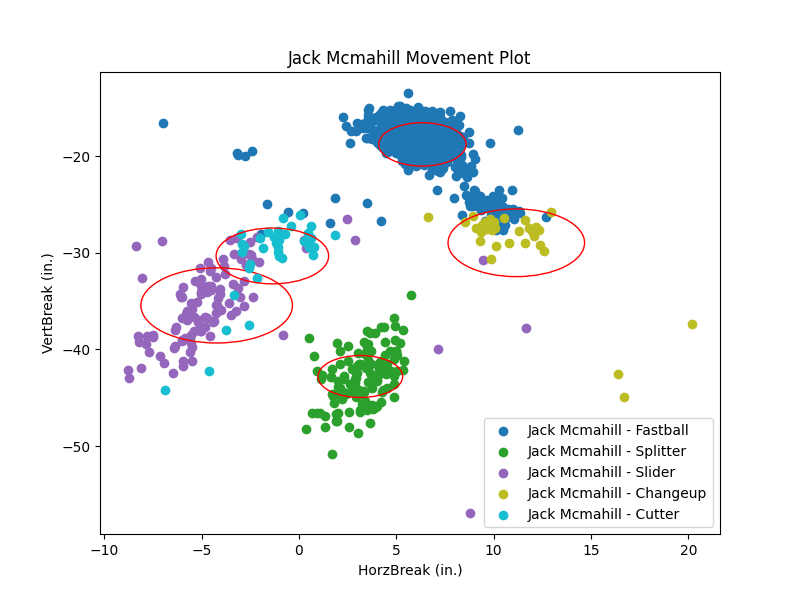 Jack Mcmahill Movement Plot
VertBreak (in.)
−20
−30
−40
−50
−10
−5
0
5
10
15
20
HorzBreak (in.)
Jack Mcmahill - Fastball
Jack Mcmahill - Splitter
Jack Mcmahill - Slider
Jack Mcmahill - Changeup
Jack Mcmahill - Cutter